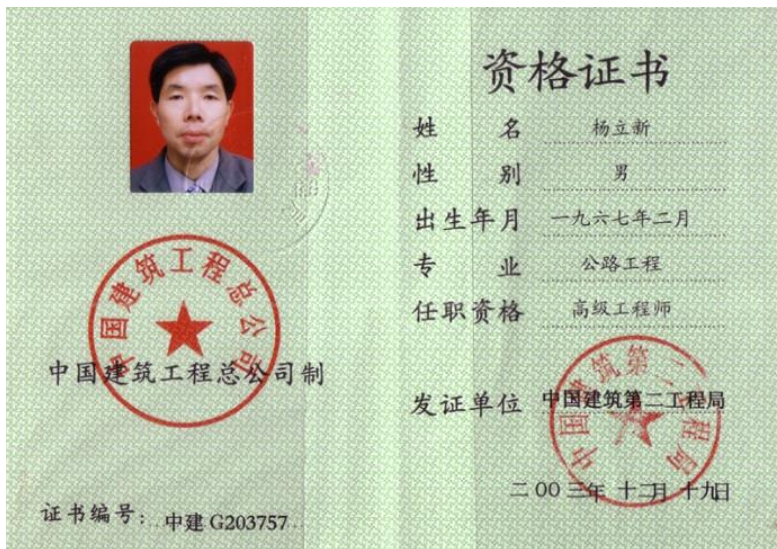 中国建筑工程总公司
中国建筑工程总公司制
证书编号: 中建 G203757
资格证书
姓 名 杨立新
性 别 男
出生年月 一九六七年二月
专 业 公路工程
任职资格 高级工程师
中国建筑第二工程局
发证单位 中国建筑第二工程局
二00三年 十二月 十九日